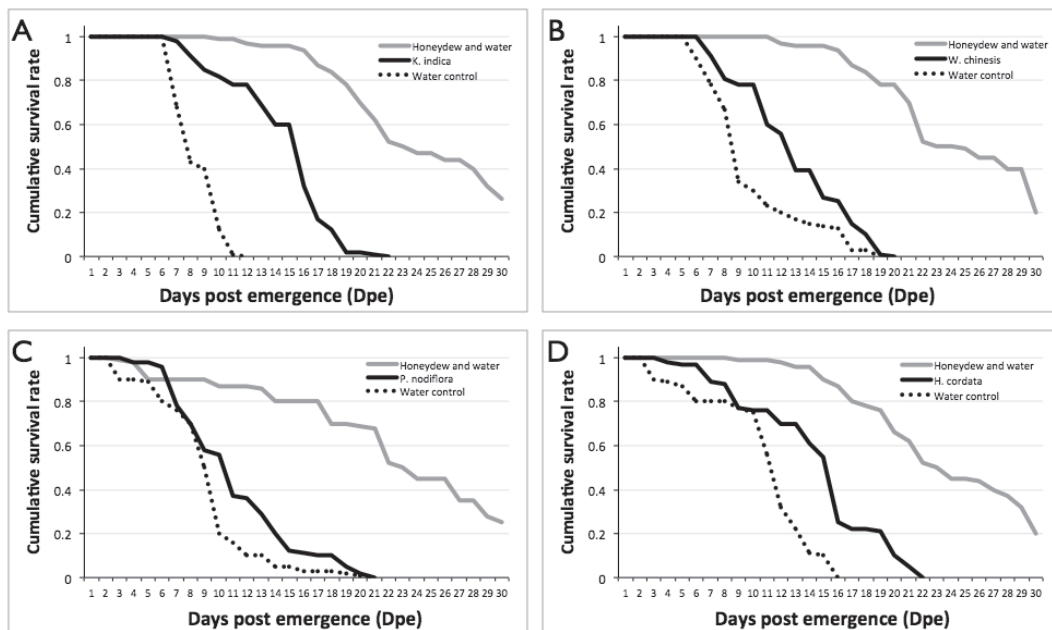 A
Honeydew and water
K. indica
Water control
Cumulative survival rate
1
0.8
0.6
0.4
0.2
0
1 2 3 4 5 6 7 8 9 10 11 12 13 14 15 16 17 18 19 20 21 22 23 24 25 26 27 28 29 30
Days post emergence (Dpe)
B
Honeydew and water
W. chinesis
Water control
Cumulative survival rate
1
0.8
0.6
0.4
0.2
0
1 2 3 4 5 6 7 8 9 10 11 12 13 14 15 16 17 18 19 20 21 22 23 24 25 26 27 28 29 30
Days post emergence (Dpe)
C
Honeydew and water
P. nodiflora
Water control
Cumulative survival rate
1
0.8
0.6
0.4
0.2
0
1 2 3 4 5 6 7 8 9 10 11 12 13 14 15 16 17 18 19 20 21 22 23 24 25 26 27 28 29 30
Days post emergence (Dpe)
D
Honeydew and water
H. cordata
Water control
Cumulative survival rate
1
0.8
0.6
0.4
0.2
0
1 2 3 4 5 6 7 8 9 10 11 12 13 14 15 16 17 18 19 20 21 22 23 24 25 26 27 28 29 30
Days post emergence (Dpe)